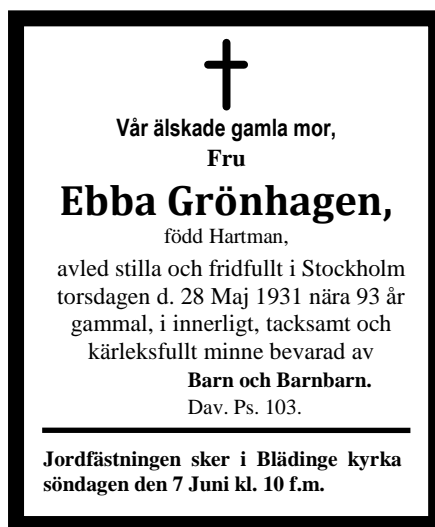 Vår älskade gamla mor,
Fru
Ebba Grönhagen,
född Hartman,
avled stilla och fridfullt i Stockholm
torsdagen d. 28 Maj 1931 nära 93 år
gammal, i innerligt, tacksamt och
kärleksfullt minne bevarad av
Barn och Barnbarn.
Dav. Ps. 103.
Jordfästningen sker i Blädinge kyrka
söndagen den 7 Juni kl. 10 f.m.